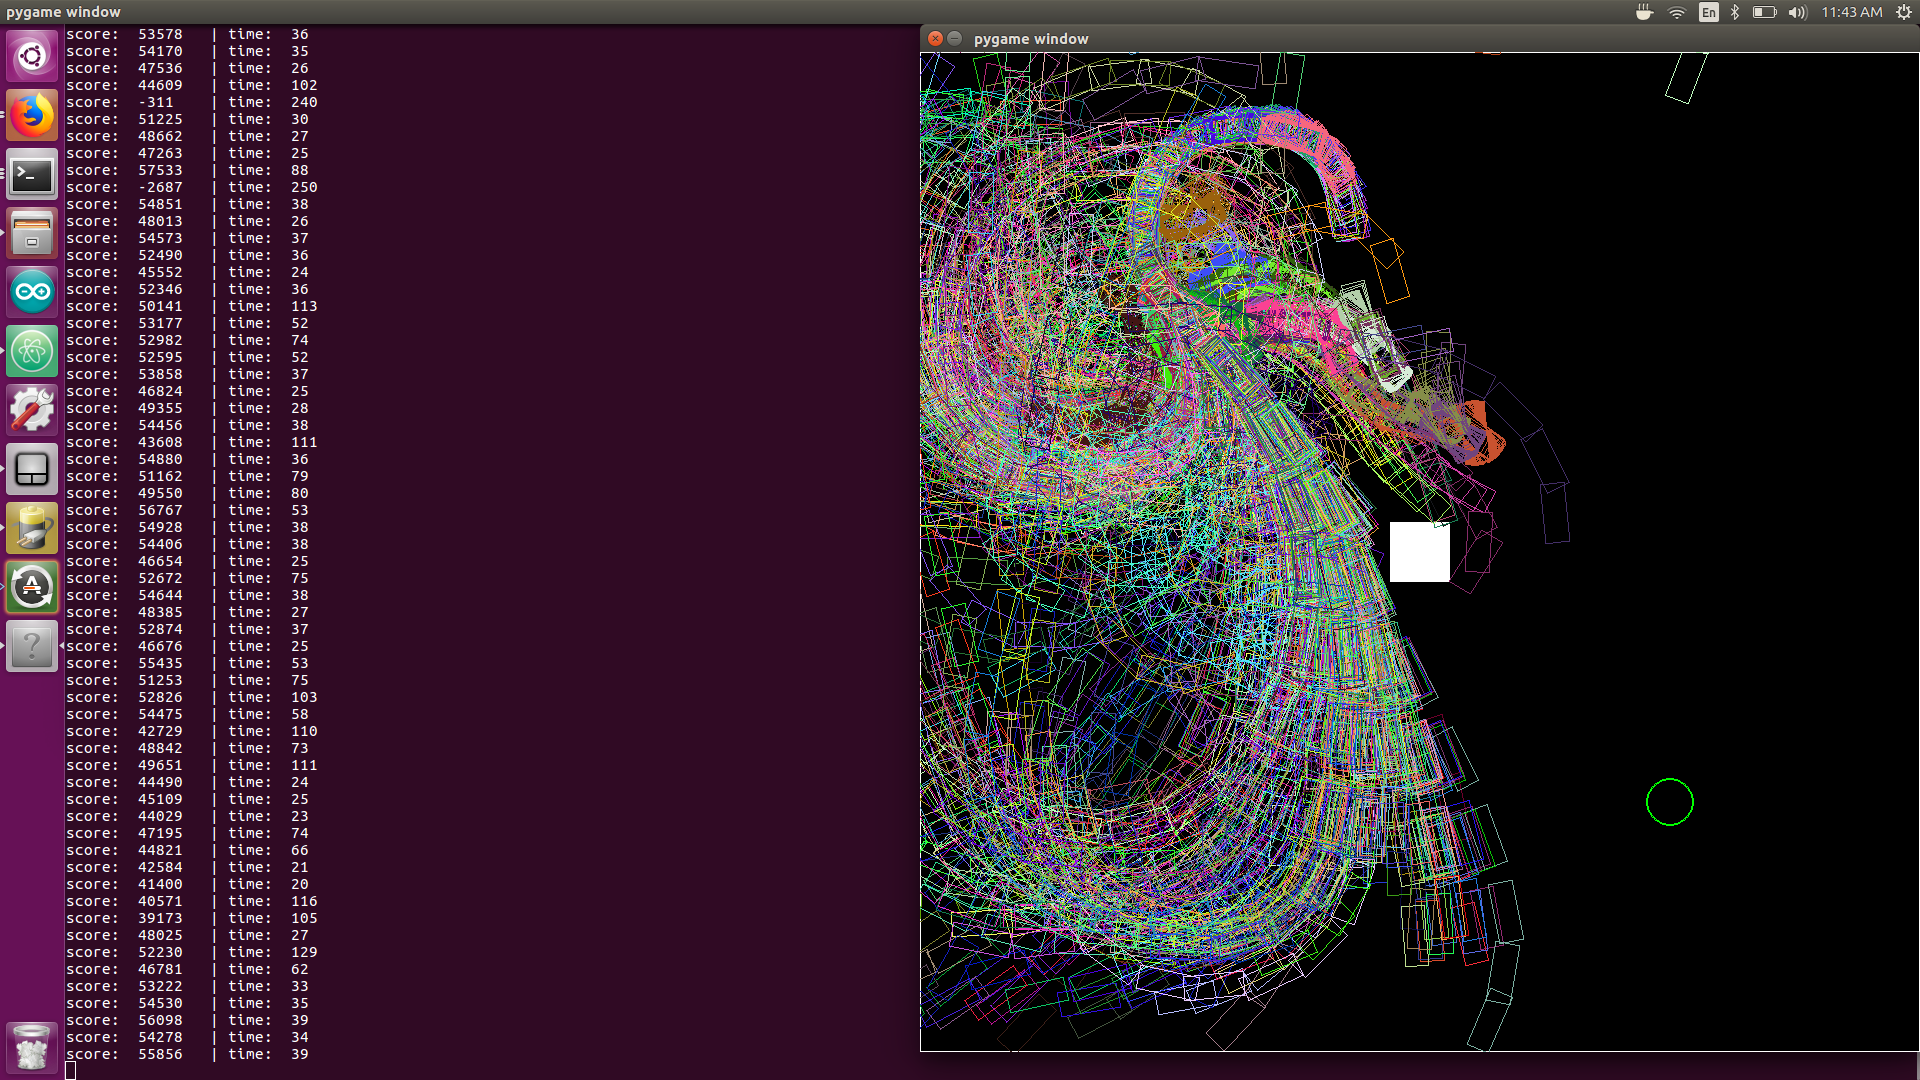 pygame window
En 11:43 AM
score: 53578 | time: 36
score: 54170 | time: 35
score: 47536 | time: 26
score: 44609 | time: 102
score: -311 | time: 240
score: 51225 | time: 30
score: 48662 | time: 27
score: 47263 | time: 25
score: 57533 | time: 88
score: -2687 | time: 250
score: 54851 | time: 38
score: 48013 | time: 26
score: 54573 | time: 37
score: 52490 | time: 36
score: 45552 | time: 24
score: 52346 | time: 36
score: 50141 | time: 113
score: 53177 | time: 52
score: 52982 | time: 74
score: 52595 | time: 52
score: 53858 | time: 37
score: 46824 | time: 25
score: 49355 | time: 28
score: 54456 | time: 38
score: 43608 | time: 111
score: 54880 | time: 36
score: 51162 | time: 79
score: 49550 | time: 80
score: 56767 | time: 53
score: 54928 | time: 38
score: 54406 | time: 38
score: 46654 | time: 25
score: 52672 | time: 75
score: 54644 | time: 38
score: 48385 | time: 27
score: 52874 | time: 37
score: 46676 | time: 25
score: 55435 | time: 53
score: 51253 | time: 75
score: 52826 | time: 103
score: 54475 | time: 58
score: 42729 | time: 110
score: 48842 | time: 73
score: 49651 | time: 111
score: 44490 | time: 24
score: 45109 | time: 25
score: 44029 | time: 23
score: 47195 | time: 74
score: 44821 | time: 66
score: 42584 | time: 21
score: 41400 | time: 20
score: 40571 | time: 116
score: 39173 | time: 105
score: 48025 | time: 27
score: 52230 | time: 129
score: 46781 | time: 62
score: 53222 | time: 33
score: 54530 | time: 35
score: 56098 | time: 39
score: 54278 | time: 34
score: 55856 | time: 39
pygame window